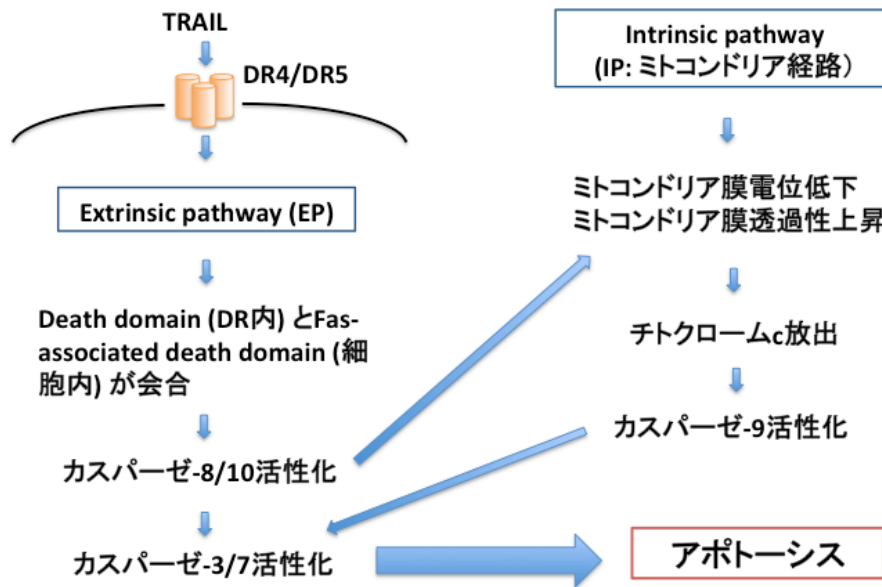 TRAIL
DR4/DR5
Extrinsic pathway (EP)
Death domain (DR内) とFas-
associated death domain (細
胞内) が会合
カスパーゼ-8/10活性化
カスパーゼ-3/7活性化
Intrinsic pathway
(IP: ミトコンドリア経路）
ミトコンドリア膜電位低下
ミトコンドリア膜透過性上昇
チトクロームc放出
カスパーゼ-9活性化
アポトーシス